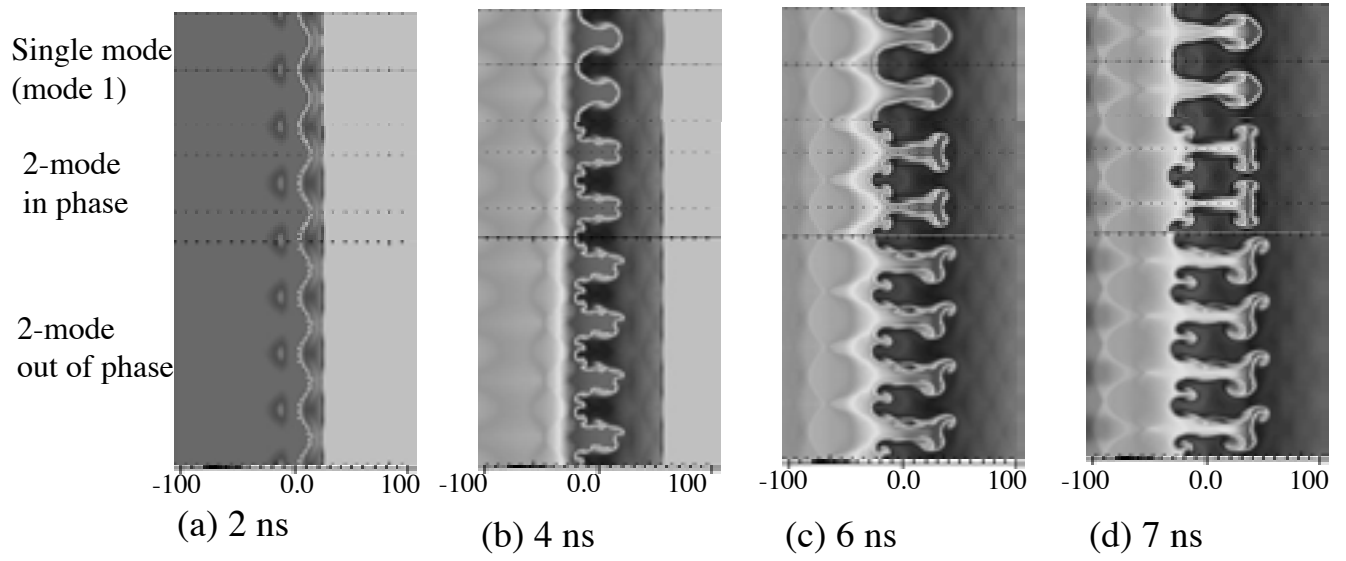 Single mode
(mode 1)
2-mode
in phase
2-mode
out of phase
-100 0.0 100
-100 0.0 100
-100 0.0 100
-100 0.0 100
(a) 2 ns
(b) 4 ns
(c) 6 ns
(d) 7 ns